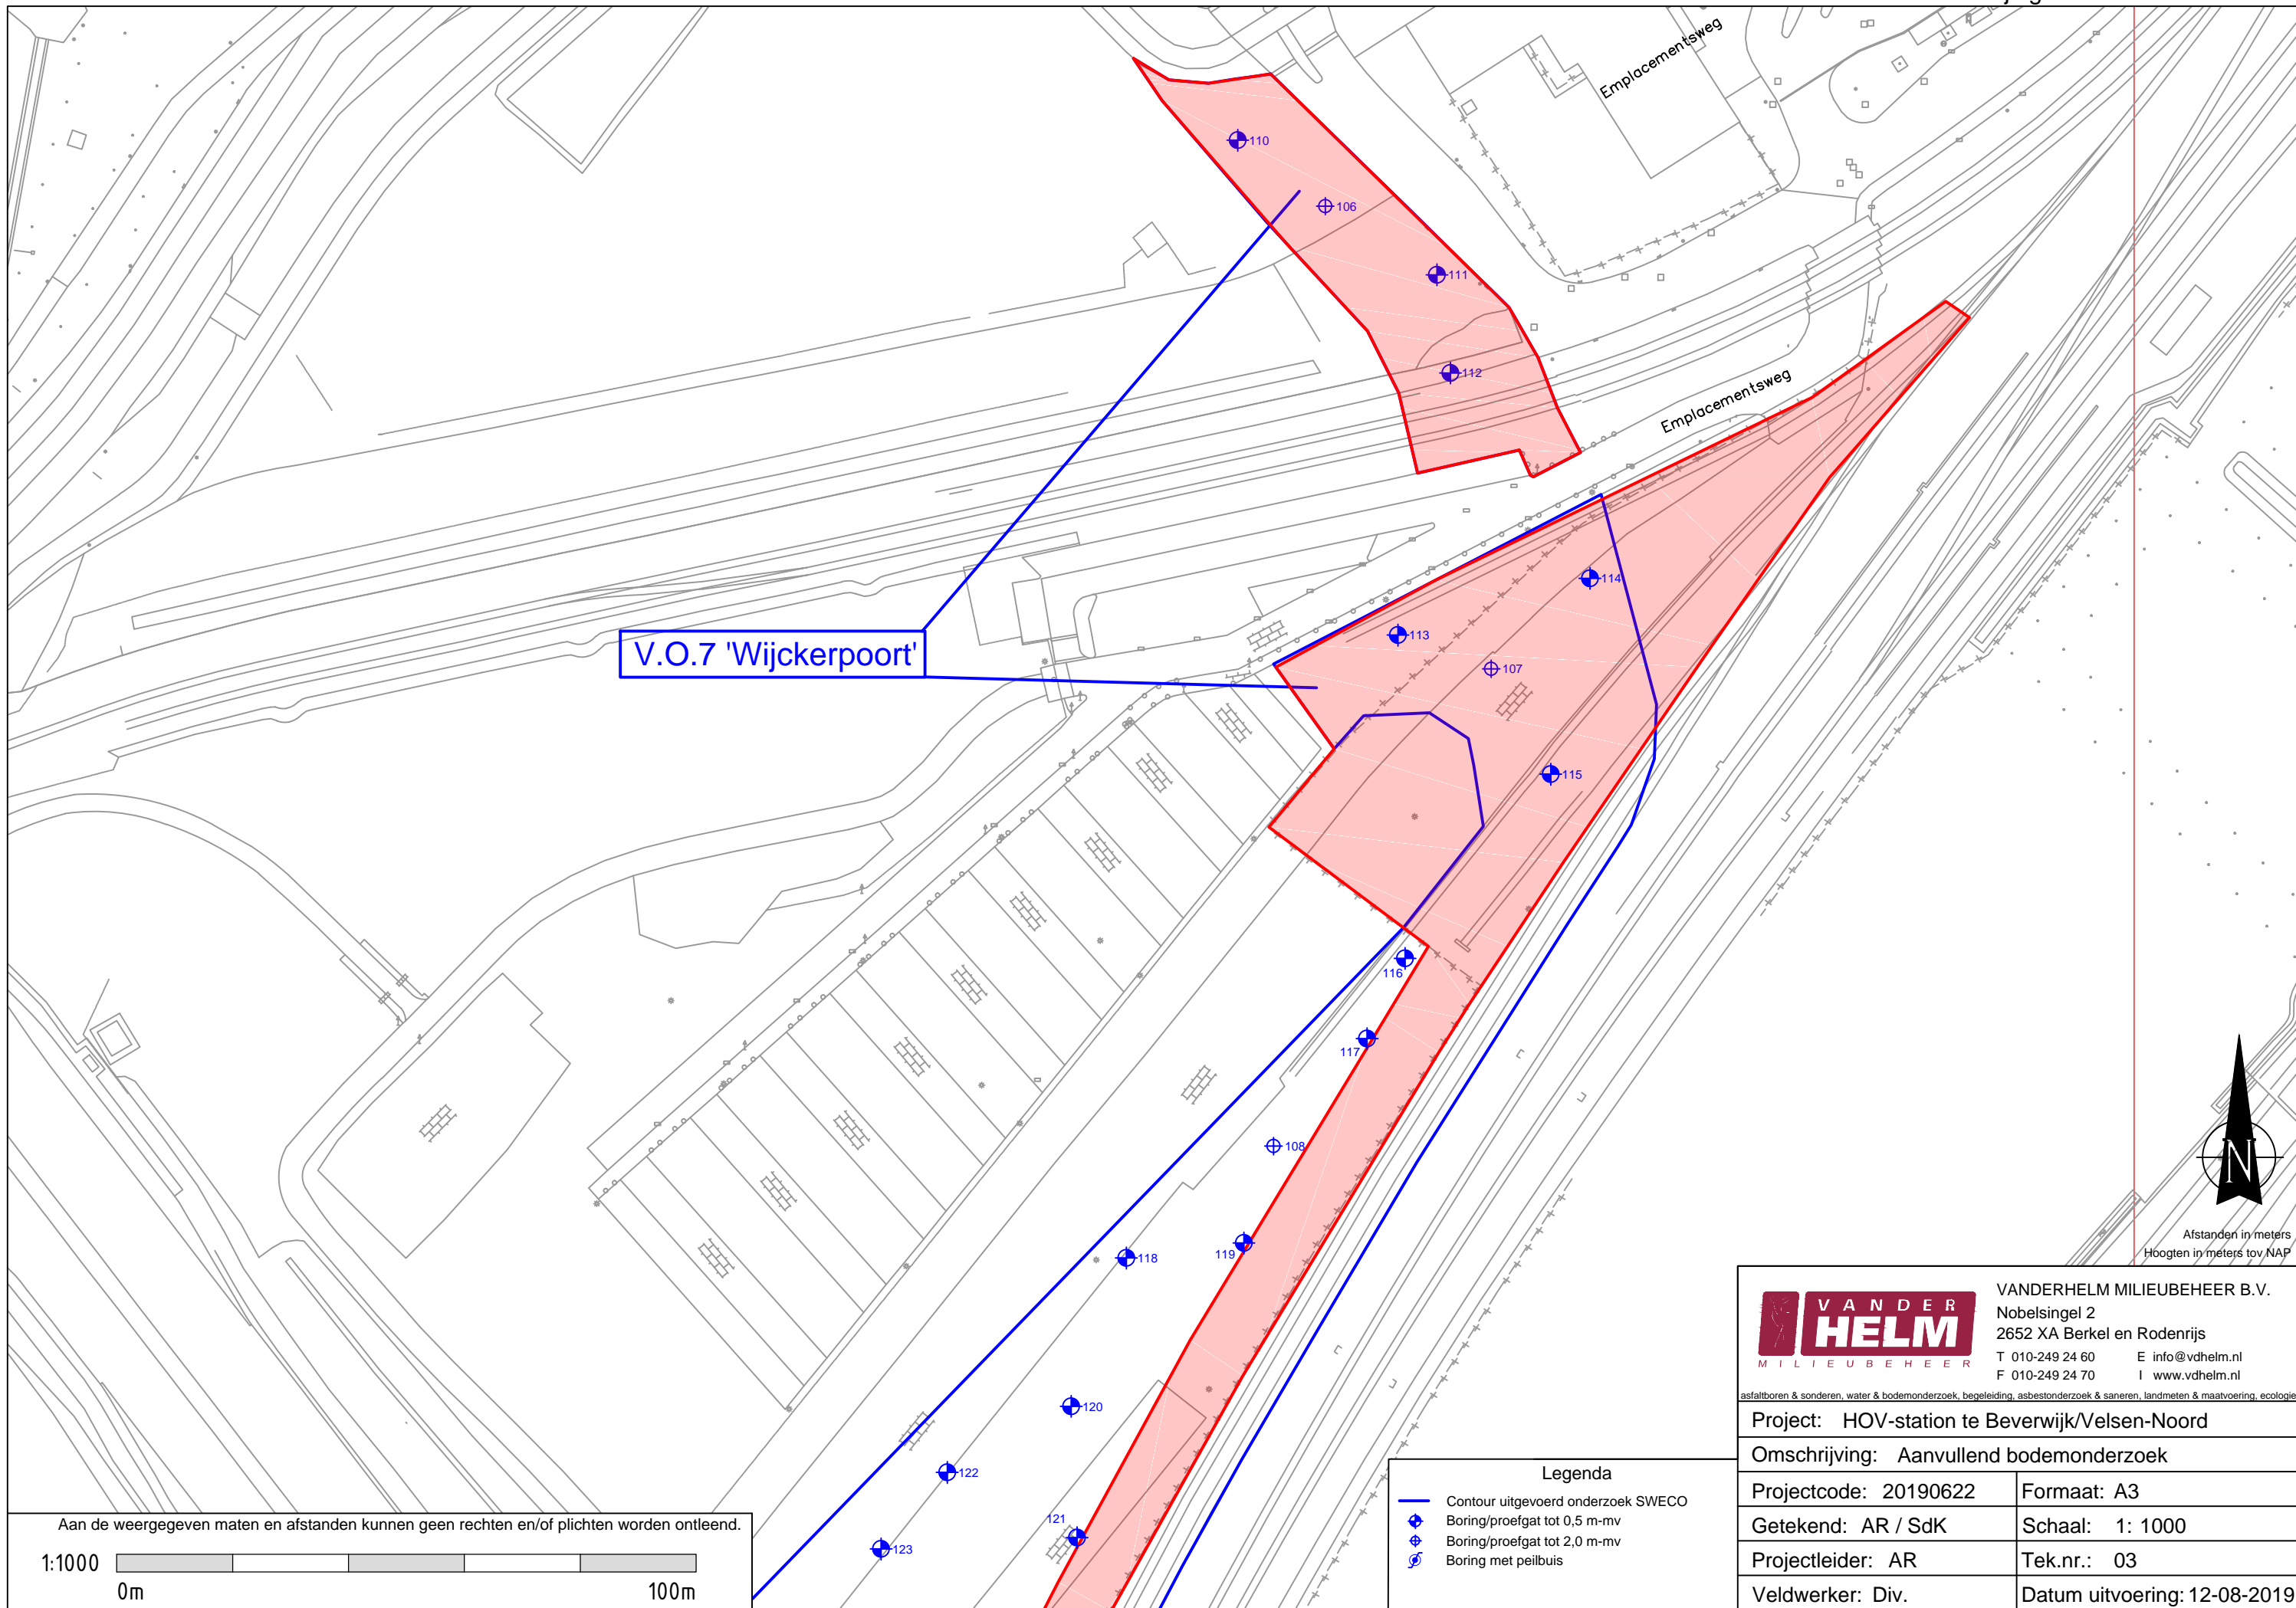 Emplacementsweg
110
106
111
112
Emplacementsweg
114
113
107
V.O.7 'Wijckerpoort'
115
116
117
108
119
118
120
122
121
123
N
Afstanden in meters
Hoogten in meters tov NAP
VANDER
HELM
MILIEUBEHEER
VANDERHELM MILIEUBEHEER B.V.
Nobelsingel 2
2652 XA Berkel en Rodenrijs
T 010-249 24 60 E info@vdhelm.nl
F 010-249 24 70 I www.vdhelm.nl
asfaltboren & sonderen, water & bodemonderzoek, begeleiding, asbestonderzoek & saneren, landmeten & maatvoering, ecologie
Project: HOV-station te Beverwijk/Velsen-Noord
Omschrijving: Aanvullend bodemonderzoek
Projectcode: 20190622 Formaat: A3
Getekend: AR / SdK Schaal: 1: 1000
Projectleider: AR Tek.nr.: 03
Veldwerker: Div. Datum uitvoering: 12-08-2019
Legenda
Contour uitgevoerd onderzoek SWECO
Boring/proefgat tot 0,5 m-mv
Boring/proefgat tot 2,0 m-mv
Boring met peilbuis
Aan de weergegeven maten en afstanden kunnen geen rechten en/of plichten worden ontleend.
1:1000
0m 100m